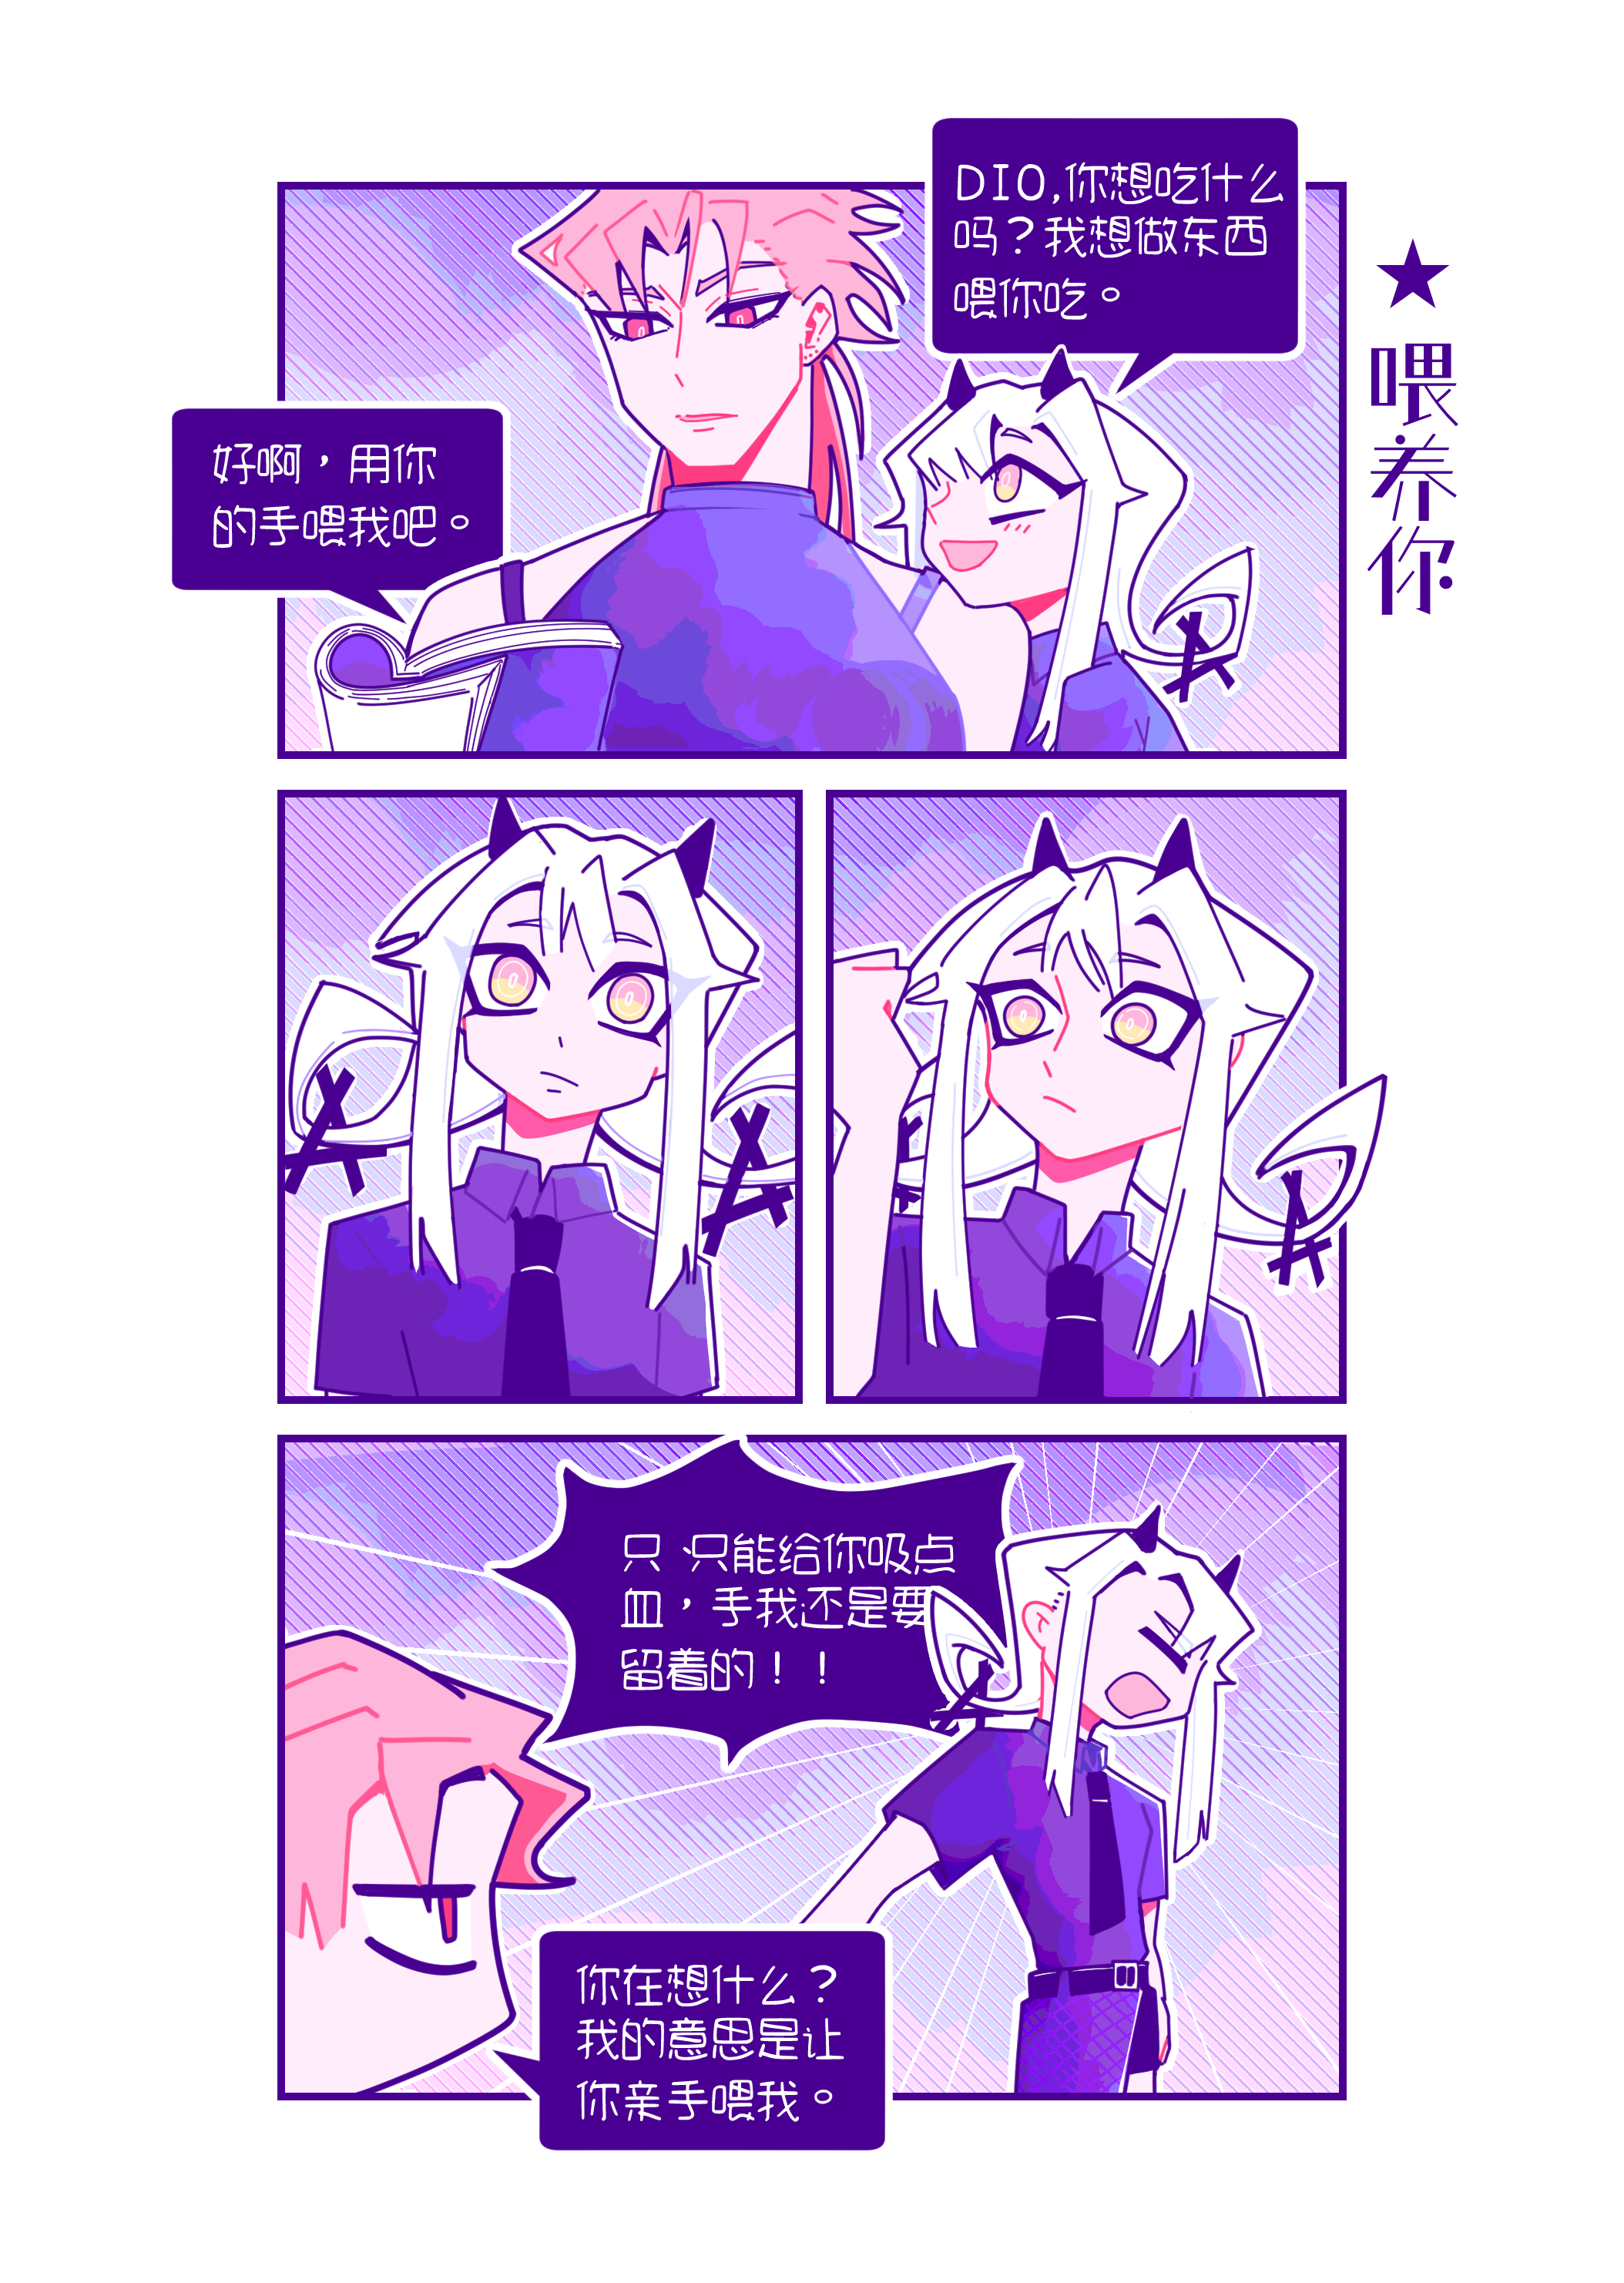 ★喂养你
DIO,你想吃什么
吗？我想做东西
喂你吃。
好啊，用你
的手喂我吧。
只、只能给你吸点
血，手我还是要
留着的！！
你在想什么？
我的意思是让
你亲手喂我。